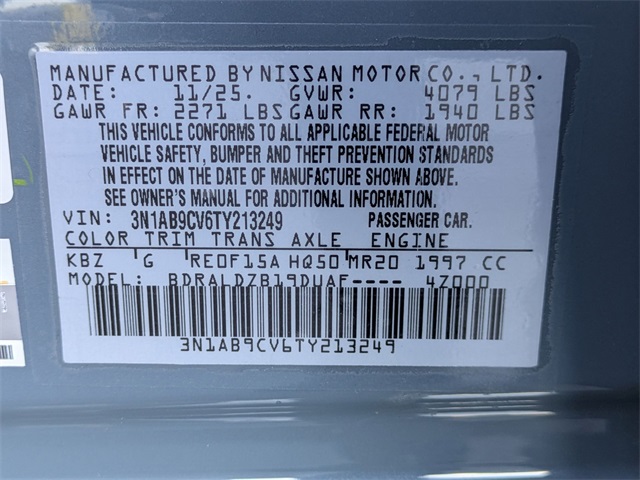 MANUFACTURED BY NISSAN MOTOR CO., LTD.
DATE: 11/25. GVWR: 4079 LBS
GAWR FR: 2271 LBS GAWR RR: 1940 LBS
THIS VEHICLE CONFORMS TO ALL APPLICABLE FEDERAL MOTOR
VEHICLE SAFETY, BUMPER AND THEFT PREVENTION STANDARDS
IN EFFECT ON THE DATE OF MANUFACTURE SHOWN ABOVE.
SEE OWNER'S MANUAL FOR ADDITIONAL INFORMATION.
VIN: 3N1AB9CV6TY213249 PASSENGER CAR.
COLOR TRIM TRANS AXLE ENGINE
KBZ G RE0F15A HQ50 MR20 1997 CC
MODEL: BDRALDZB19DUAF---- 4Z000
3N1AB9CV6TY213249